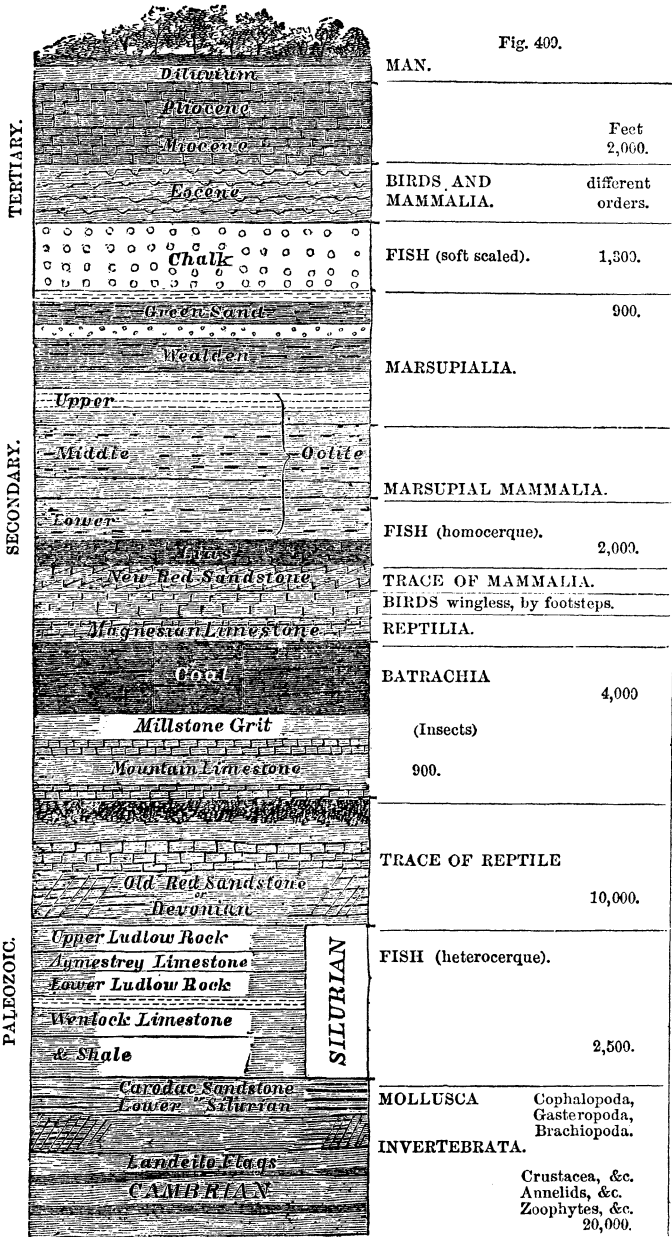 Fig. 400.
MAN.
Diluvium
Pliocene
Miocene
Feet
2,000.
TERTIARY.
Eocene
BIRDS AND
MAMMALIA.
different
orders.
Chalk
FISH (soft scaled).
1,300.
Green Sand
900.
Wealden
MARSUPIALIA.
Upper
Middle
Oolite
SECONDARY.
MARSUPIAL MAMMALIA.
Lower
FISH (homocerque).
Lias
2,000.
New Red Sandstone
TRACE OF MAMMALIA.
BIRDS wingless, by footsteps.
Magnesian Limestone
REPTILIA.
Coal
BATRACHIA
4,000
Millstone Grit
(Insects)
Mountain Limestone
900.
TRACE OF REPTILE
Old Red Sandstone
or
Devonian
10,000.
PALEOZOIC.
Upper Ludlow Rock
Aymestrey Limestone
Lower Ludlow Rock
Wenlock Limestone
& Shale
SILURIAN
FISH (heterocerque).
2,500.
Carodac Sandstone
or
Lower Silurian
MOLLUSCA
Cophalopoda,
Gasteropoda,
Brachiopoda.
INVERTEBRATA.
Landeilo Flags
CAMBRIAN
Crustacea, &c.
Annelids, &c.
Zoophytes, &c.
20,000.